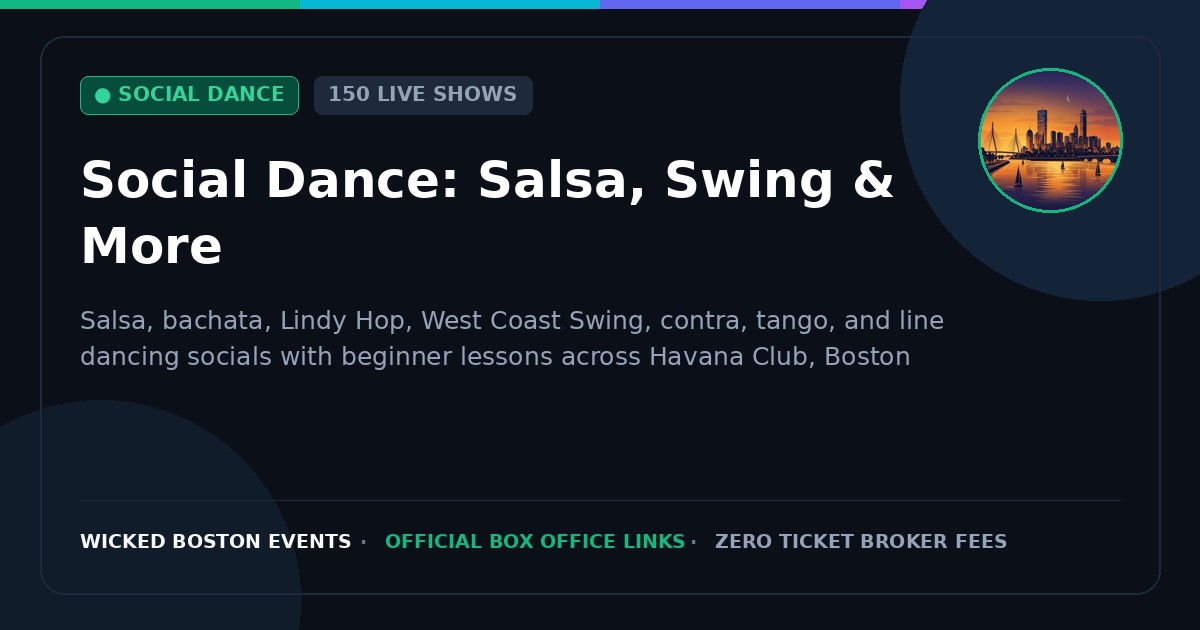 SOCIAL DANCE
150 LIVE SHOWS
Social Dance: Salsa, Swing &
More
Salsa, bachata, Lindy Hop, West Coast Swing, contra, tango, and line
dancing socials with beginner lessons across Havana Club, Boston
WICKED BOSTON EVENTS · OFFICIAL BOX OFFICE LINKS · ZERO TICKET BROKER FEES